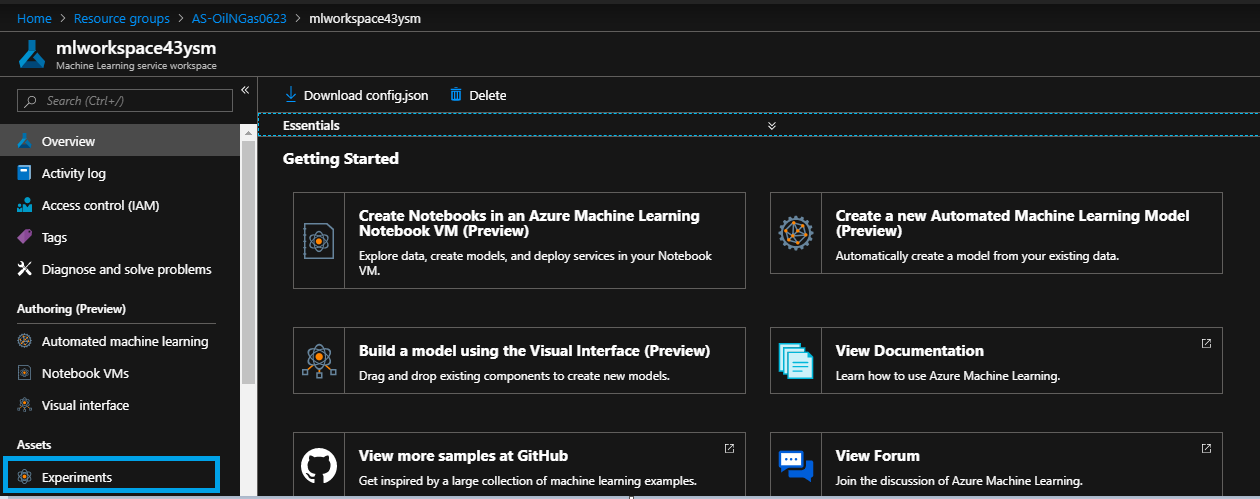 Home > Resource groups > AS-OilNGas0623 > mlworkspace43ysm
mlworkspace43ysm
Machine Learning service workspace
Search (Ctrl+/)
«
Download config.json
Delete
Overview
Activity log
Access control (IAM)
Tags
Diagnose and solve problems
Authoring (Preview)
Automated machine learning
Notebook VMs
Visual interface
Assets
Experiments
Essentials
Getting Started
Create Notebooks in an Azure Machine Learning
Notebook VM (Preview)
Explore data, create models, and deploy services in your Notebook
VM.
Create a new Automated Machine Learning Model
(Preview)
Automatically create a model from your existing data.
Build a model using the Visual Interface (Preview)
Drag and drop existing components to create new models.
View Documentation
Learn how to use Azure Machine Learning.
View more samples at GitHub
Get inspired by a large collection of machine learning examples.
View Forum
Join the discussion of Azure Machine Learning.